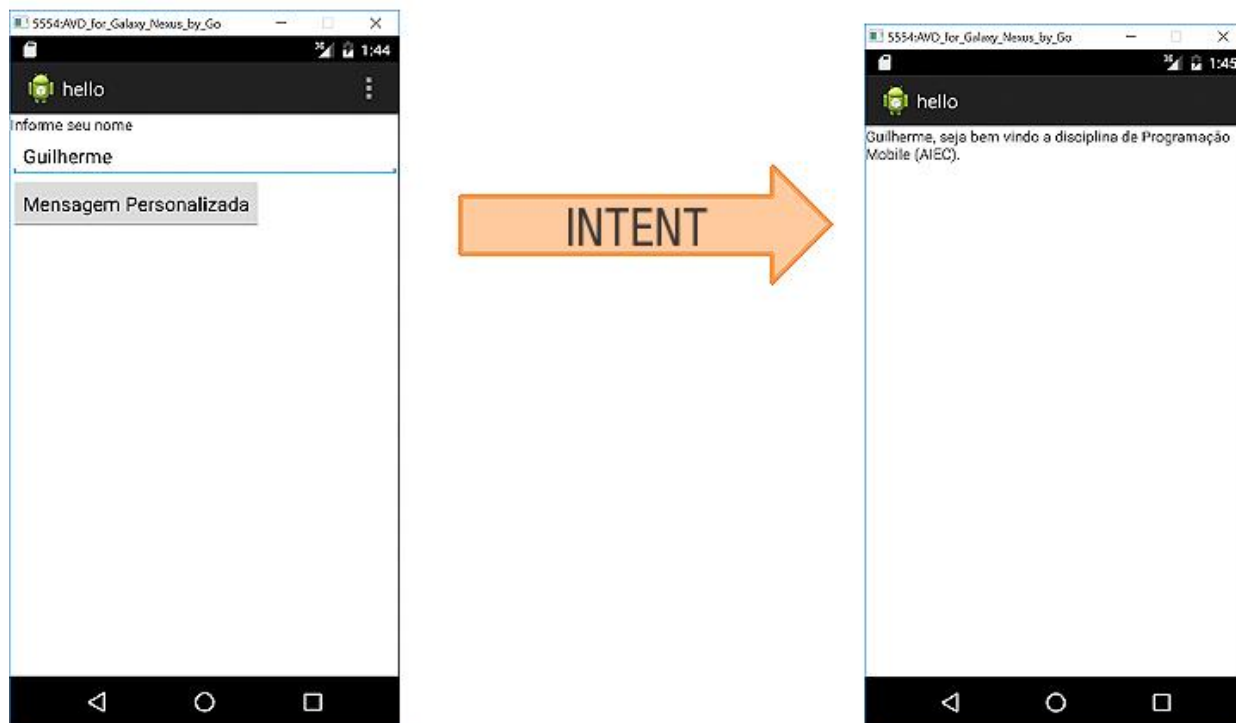 5554:AVD_for_Galaxy_Nexus_by_Go
1:44
hello
Informe seu nome
Guilherme
Mensagem Personalizada
INTENT
5554:AVD_for_Galaxy_Nexus_by_Go
1:45
hello
Guilherme, seja bem vindo a disciplina de Programação
Mobile (AIEC).